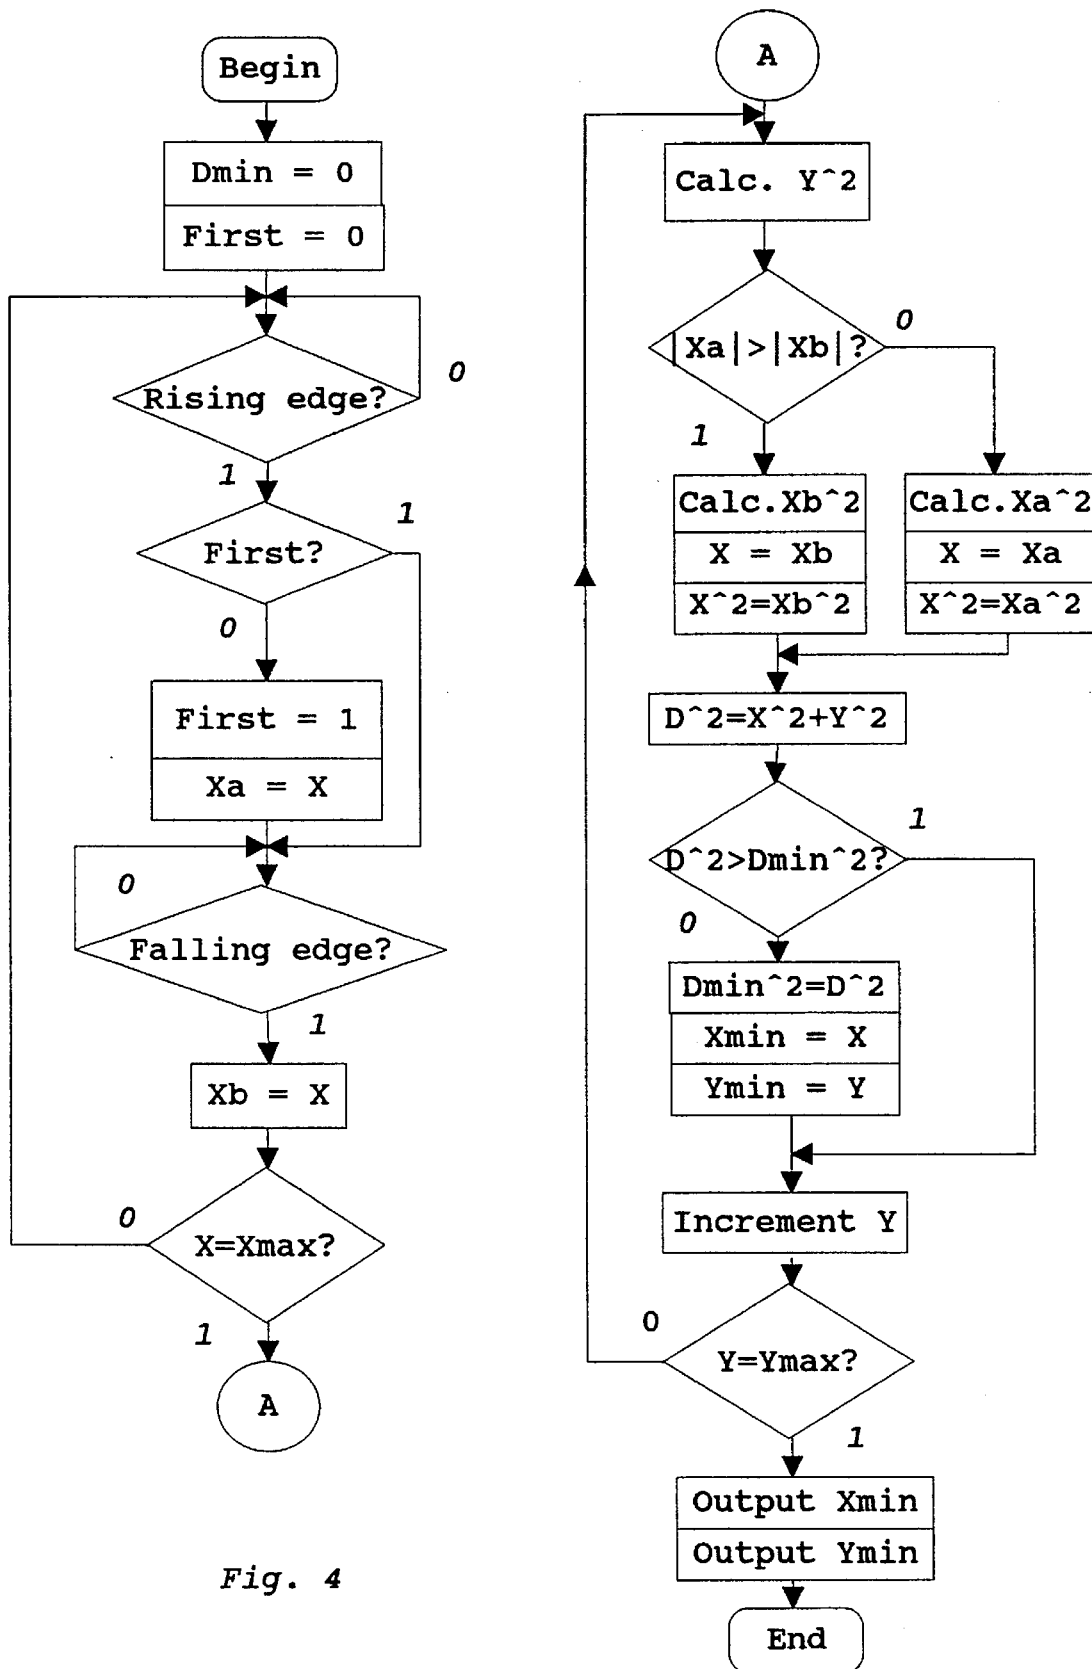 Begin
Dmin = 0
First = 0
Rising edge?
0
1
First?
1
0
First = 1
Xa = X
0
Falling edge?
1
Xb = X
0
X=Xmax?
1
A
Fig. 4
A
Calc. Y^2
|Xa|>|Xb|?
0
1
Calc.Xb^2
X = Xb
X^2=Xb^2
Calc.Xa^2
X = Xa
X^2=Xa^2
D^2=X^2+Y^2
D^2>Dmin^2?
1
0
Dmin^2=D^2
Xmin = X
Ymin = Y
Increment Y
0
Y=Ymax?
1
Output Xmin
Output Ymin
End